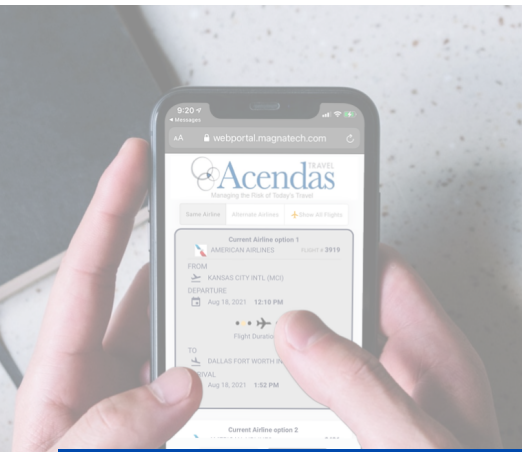 9:20
Messages
AA webportal.magnatech.com
Acendas TRAVEL
Managing the Risk of Today's Travel
Same Airline Alternate Airlines Show All Flights
Current Airline option 1
AMERICAN AIRLINES FLIGHT # 3919
FROM
KANSAS CITY INTL (MCI)
DEPARTURE
Aug 18, 2021 12:10 PM
Flight
TO
DALLAS FORT WORTH
Aug 18, 2021 1:52 PM
Current Airline option 2